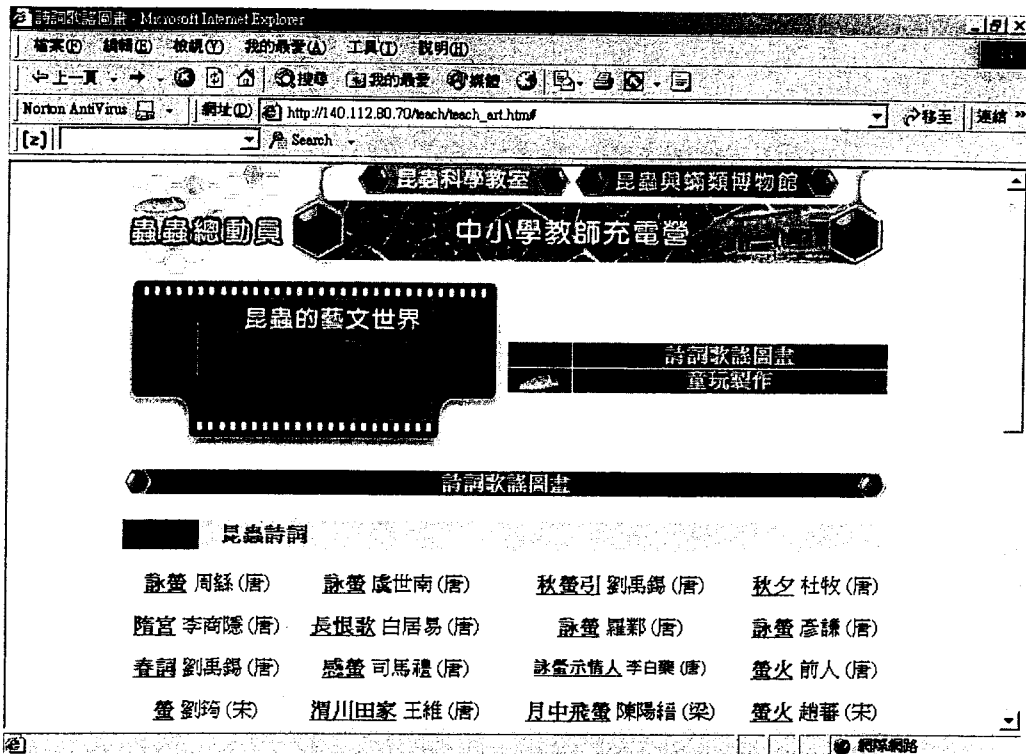 詩詞歌謠圖畫 - Microsoft Internet Explorer
檔案(F) 編輯(E) 檢視(V) 我的最愛(A) 工具(T) 說明(H)
上一頁 搜尋 我的最愛 媒體
Norton AntiVirus 網址(D) http://140.112.80.70/teach/teach_art.htm# 移至 連結 »
[z] Search
昆蟲科學教室 昆蟲與蟎類博物館
蟲蟲總動員 中小學教師充電營
昆蟲的藝文世界
詩詞歌謠圖畫
童玩製作
詩詞歌謠圖畫
昆蟲詩詞
詠螢 周繇 (唐) 詠螢 虞世南 (唐) 秋螢引 劉禹錫 (唐) 秋夕 杜牧 (唐)
隋宮 李商隱 (唐) 長恨歌 白居易 (唐) 詠螢 羅鄴 (唐) 詠螢 彥謙 (唐)
春詞 劉禹錫 (唐) 感螢 司馬禮 (唐) 詠螢示情人 李白藥 (唐) 螢火 前人 (唐)
螢 劉筠 (宋) 渭川田家 王維 (唐) 月中飛螢 陳陽縉 (梁) 螢火 趙蕃 (宋)
網際網路